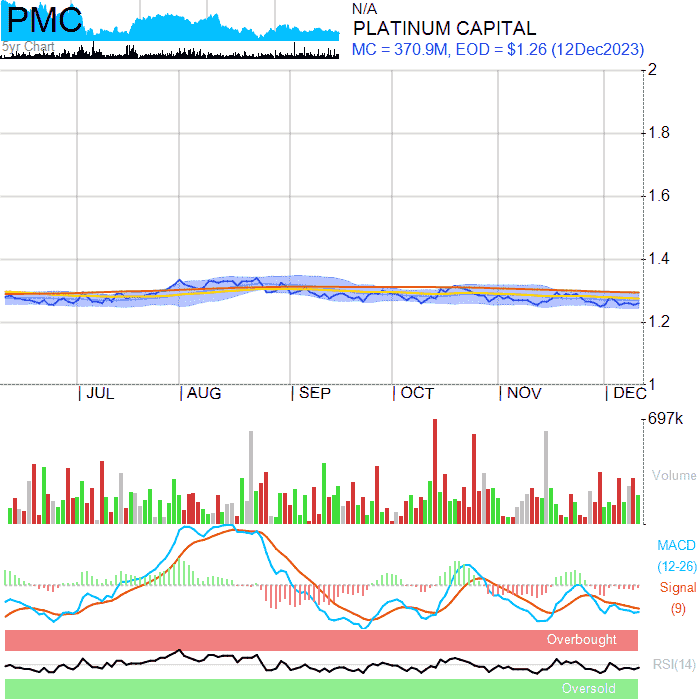 PMC
5yr Chart
N/A
PLATINUM CAPITAL
MC = 370.9M, EOD = $1.26 (12Dec2023)
2
1.8
1.6
1.4
1.2
1
JUL
AUG
SEP
OCT
NOV
DEC
697k
Volume
MACD
(12-26)
Signal
(9)
Overbought
RSI(14)
Oversold